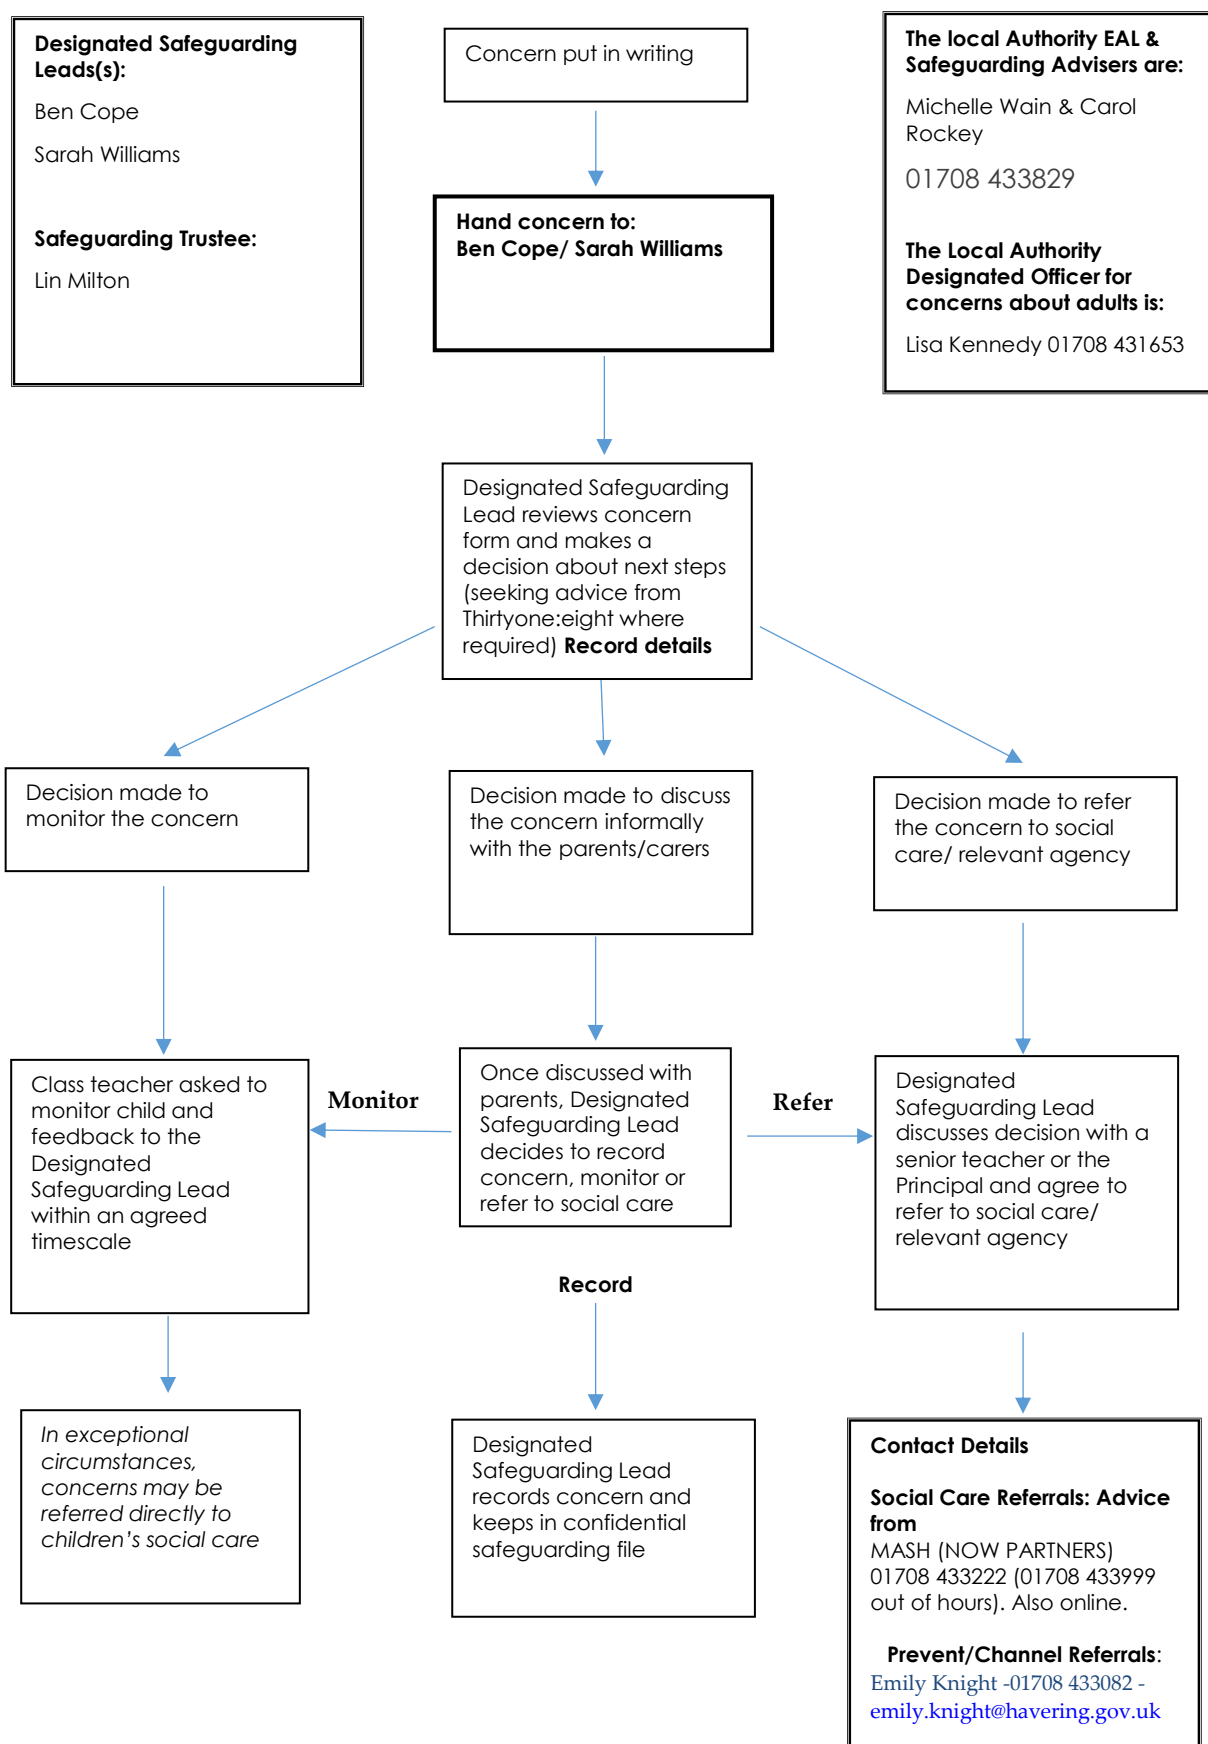 Designated Safeguarding
Leads(s):
Ben Cope
Sarah Williams
Safeguarding Trustee:
Lin Milton
Concern put in writing
The local Authority EAL &
Safeguarding Advisers are:
Michelle Wain & Carol
Rockey
01708 433829
The Local Authority
Designated Officer for
concerns about adults is:
Lisa Kennedy 01708 431653
Hand concern to:
Ben Cope/ Sarah Williams
Designated Safeguarding
Lead reviews concern
form and makes a
decision about next steps
(seeking advice from
Thirtyone:eight where
required) Record details
Decision made to
monitor the concern
Decision made to discuss
the concern informally
with the parents/carers
Decision made to refer
the concern to social
care/ relevant agency
Class teacher asked to
monitor child and
feedback to the
Designated
Safeguarding Lead
within an agreed
timescale
Monitor
Once discussed with
parents, Designated
Safeguarding Lead
decides to record
concern, monitor or
refer to social care
Refer
Designated
Safeguarding Lead
discusses decision with a
senior teacher or the
Principal and agree to
refer to social care/
relevant agency
Record
In exceptional
circumstances,
concerns may be
referred directly to
children’s social care
Designated
Safeguarding Lead
records concern and
keeps in confidential
safeguarding file
Contact Details
Social Care Referrals: Advice
from
MASH (NOW PARTNERS)
01708 433222 (01708 433999
out of hours). Also online.
Prevent/Channel Referrals:
Emily Knight -01708 433082 -
emily.knight@havering.gov.uk